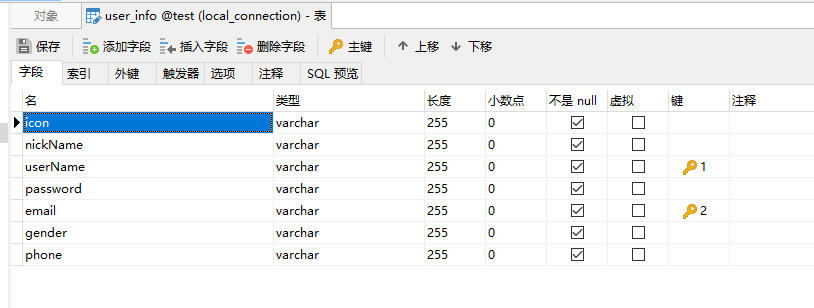 对象 user_info @test (local_connection) - 表
保存 添加字段 插入字段 删除字段 主键 上移 下移
字段 索引 外键 触发器 选项 注释 SQL 预览
名 类型 长度 小数点 不是 null 虚拟 键 注释
icon varchar 255 0
nickName varchar 255 0
userName varchar 255 0 1
password varchar 255 0
email varchar 255 0 2
gender varchar 255 0
phone varchar 255 0